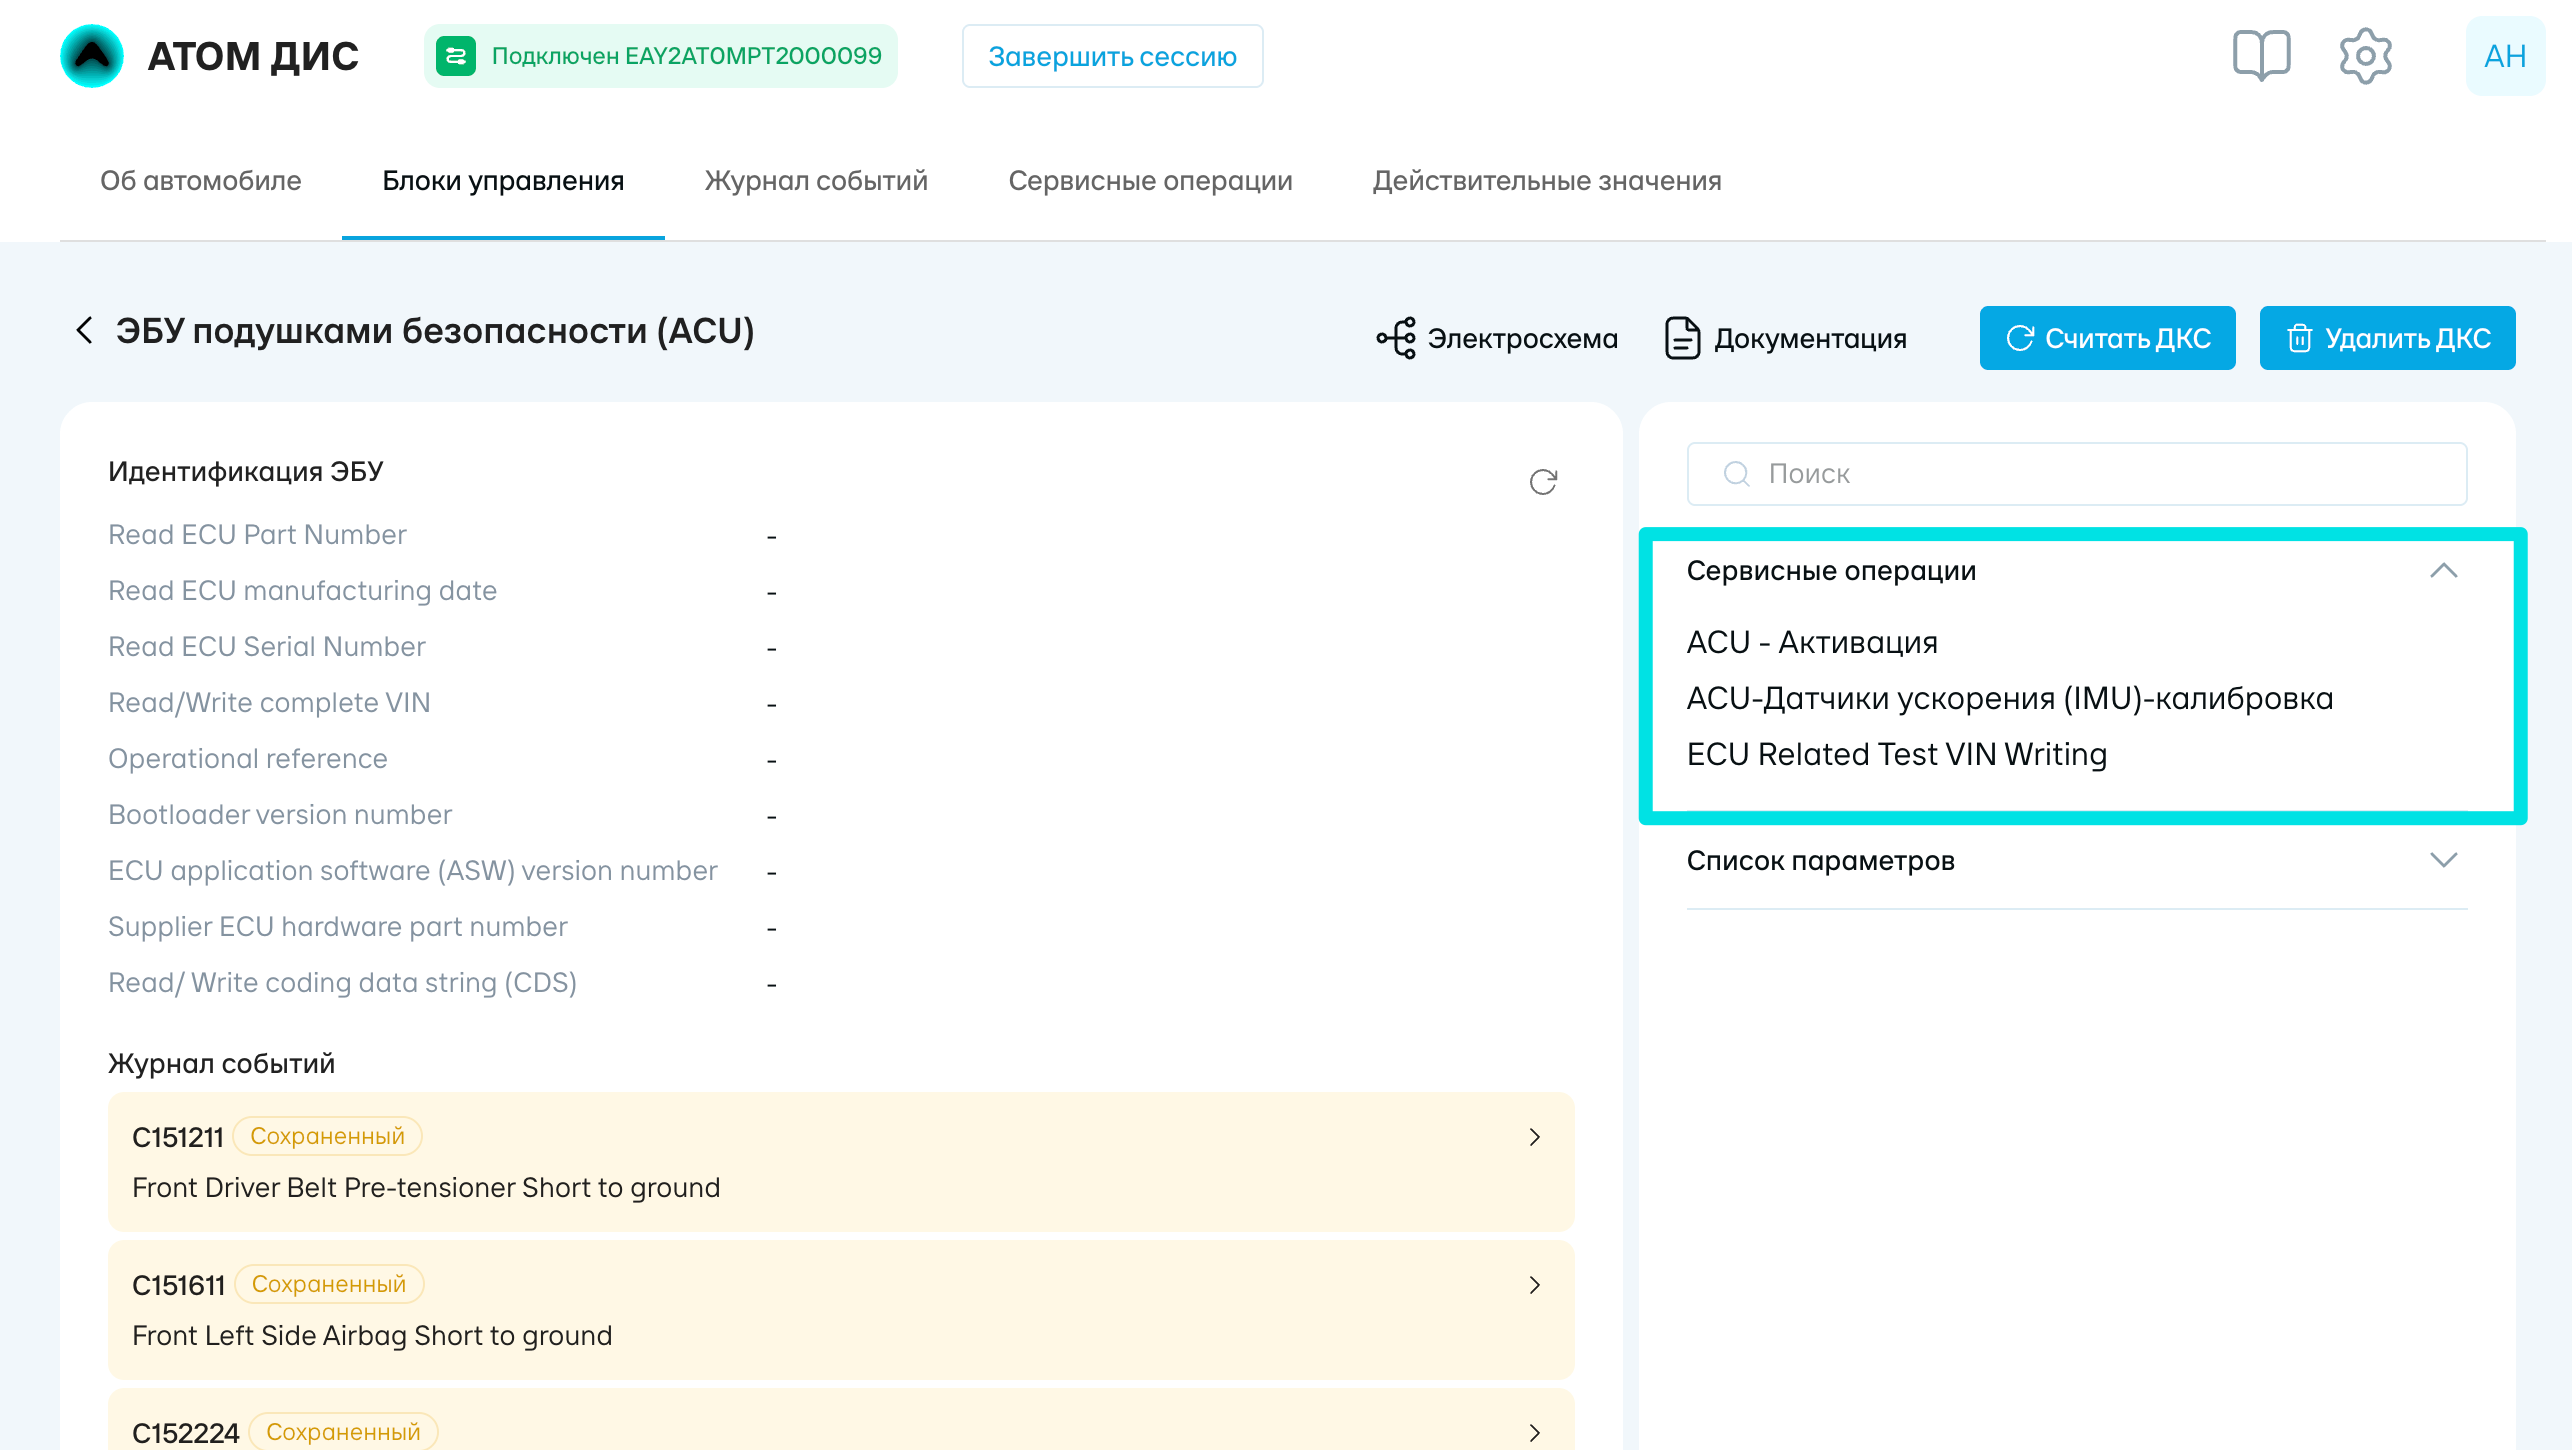 АТОМ ДИС
Подключен EAY2AT0MPT2000099
Завершить сессию
АН
Об автомобиле
Блоки управления
Журнал событий
Сервисные операции
Действительные значения
ЭБУ подушками безопасности (ACU)
Электросхема
Документация
Считать ДКС
Удалить ДКС
Идентификация ЭБУ
Read ECU Part Number -
Read ECU manufacturing date -
Read ECU Serial Number -
Read/Write complete VIN -
Operational reference -
Bootloader version number -
ECU application software (ASW) version number -
Supplier ECU hardware part number -
Read/ Write coding data string (CDS) -
Журнал событий
C151211 Сохраненный
Front Driver Belt Pre-tensioner Short to ground
C151611 Сохраненный
Front Left Side Airbag Short to ground
C152224 Сохраненный
Поиск
Сервисные операции
ACU - Активация
ACU-Датчики ускорения (IMU)-калибровка
ECU Related Test VIN Writing
Список параметров